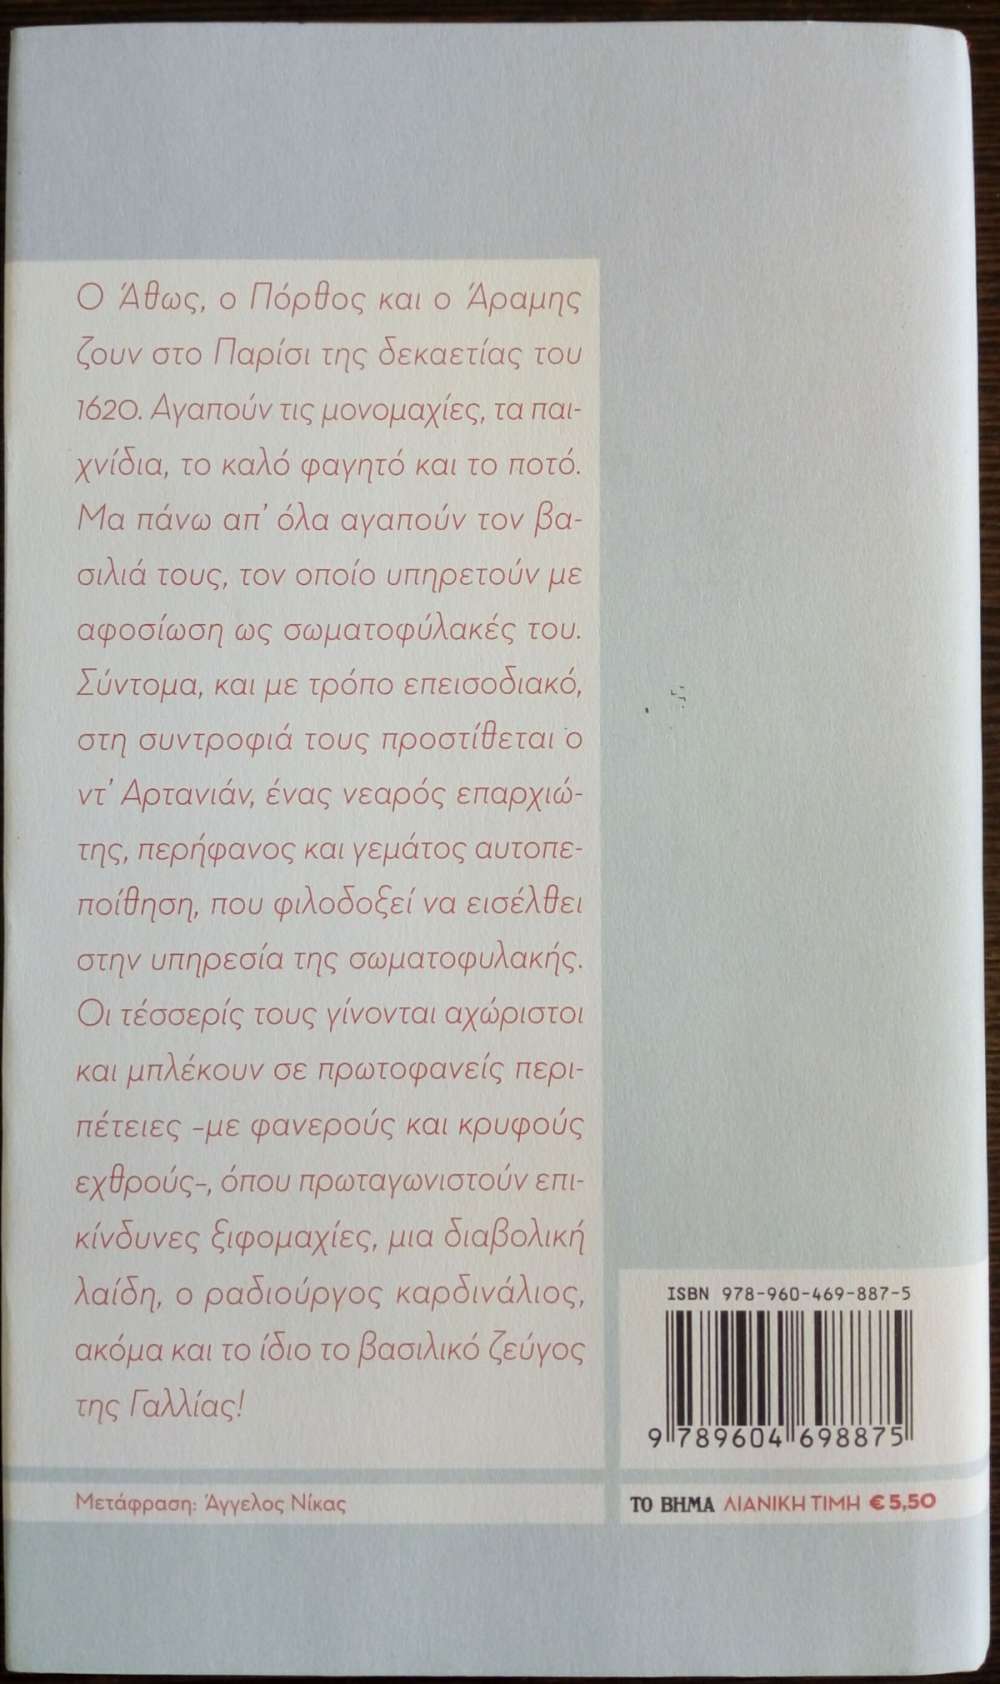 Ο Άθως, ο Πόρθος και ο Άραμης
ζουν στο Παρίσι της δεκαετίας του
1620. Αγαπούν τις μονομαχίες, τα παι-
χνίδια, το καλό φαγητό και το ποτό.
Μα πάνω απ' όλα αγαπούν τον βα-
σιλιά τους, τον οποίο υπηρετούν με
αφοσίωση ως σωματοφύλακές του.
Σύντομα, και με τρόπο επεισοδιακό,
στη συντροφιά τους προστίθεται ο
ντ' Αρτανιάν, ένας νεαρός επαρχιώ-
της, περήφανος και γεμάτος αυτοπε-
ποίθηση, που φιλοδοξεί να εισέλθει
στην υπηρεσία της σωματοφυλακής.
Οι τέσσερίς τους γίνονται αχώριστοι
και μπλέκουν σε πρωτοφανείς περι-
πέτειες –με φανερούς και κρυφούς
εχθρούς–, όπου πρωταγωνιστούν επι-
κίνδυνες ξιφομαχίες, μια διαβολική
λαίδη, ο ραδιούργος καρδινάλιος,
ακόμα και το ίδιο το βασιλικό ζεύγος
της Γαλλίας!
ISBN 978-960-469-887-5
9 789604 698875
Μετάφραση: Άγγελος Νίκας
ΤΟ ΒΗΜΑ ΛΙΑΝΙΚΗ ΤΙΜΗ € 5,50